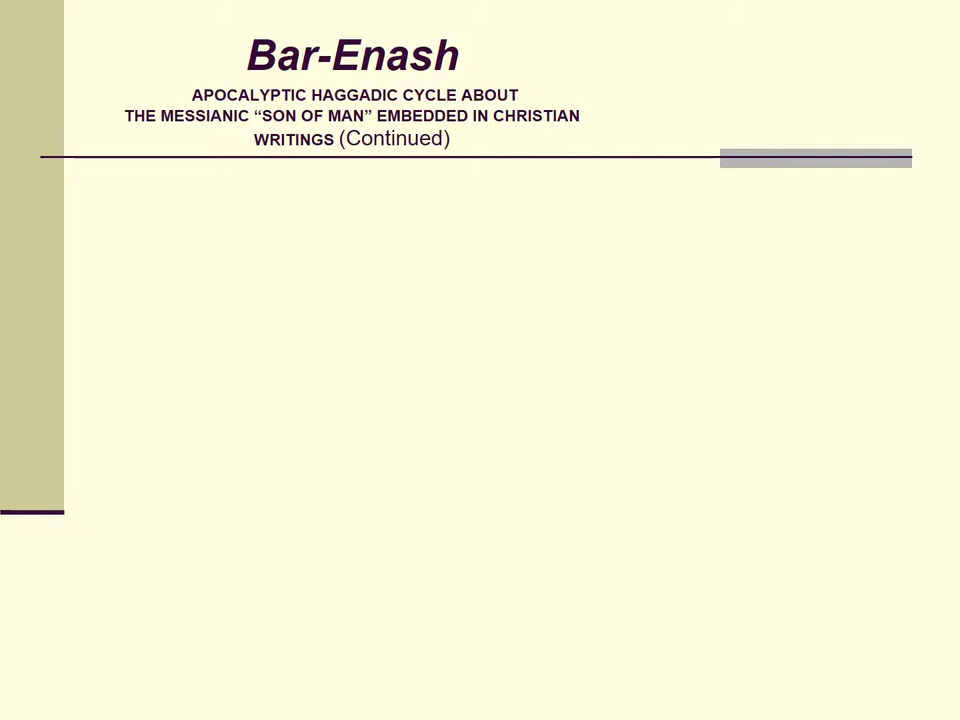 Bar-Enash
APOCALYPTIC HAGGADIC CYCLE ABOUT
THE MESSIANIC “SON OF MAN” EMBEDDED IN CHRISTIAN
WRITINGS (Continued)